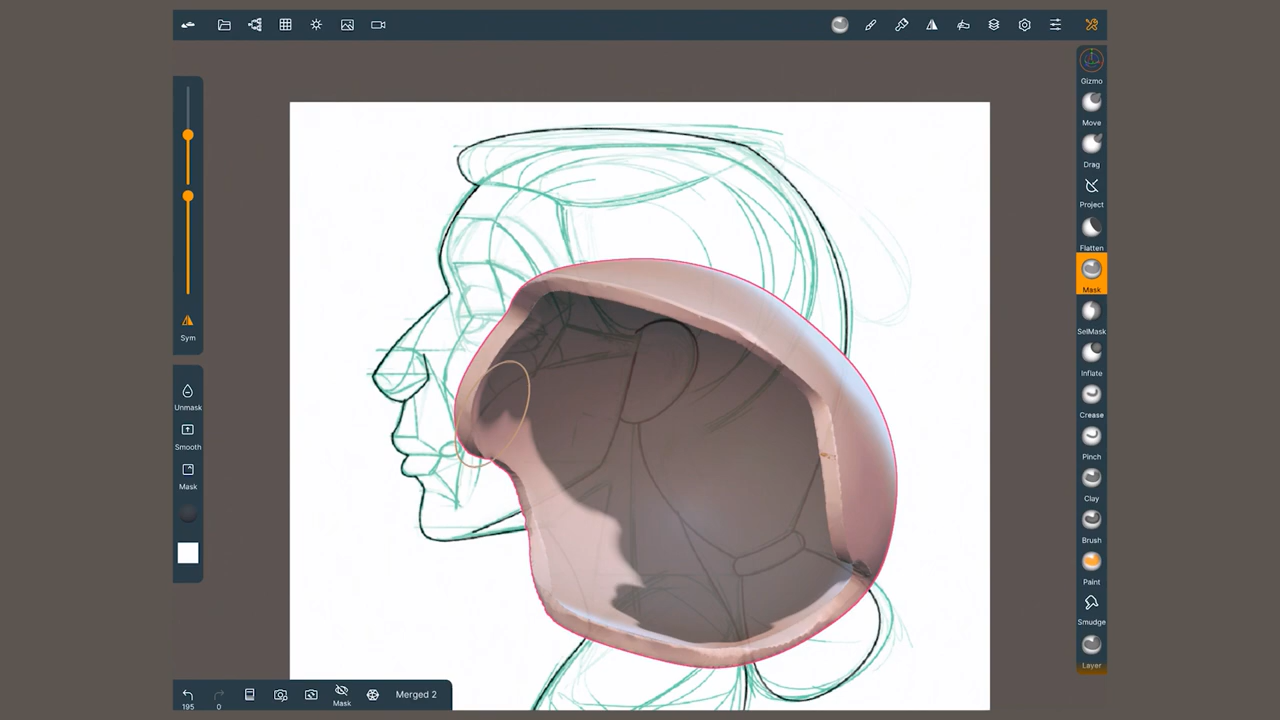 Sym
Unmask
Smooth
Mask
195
0
Mask
Merged 2
Gizmo
Move
Drag
Project
Flatten
Mask
SelMask
Inflate
Crease
Pinch
Clay
Brush
Paint
Smudge
Layer